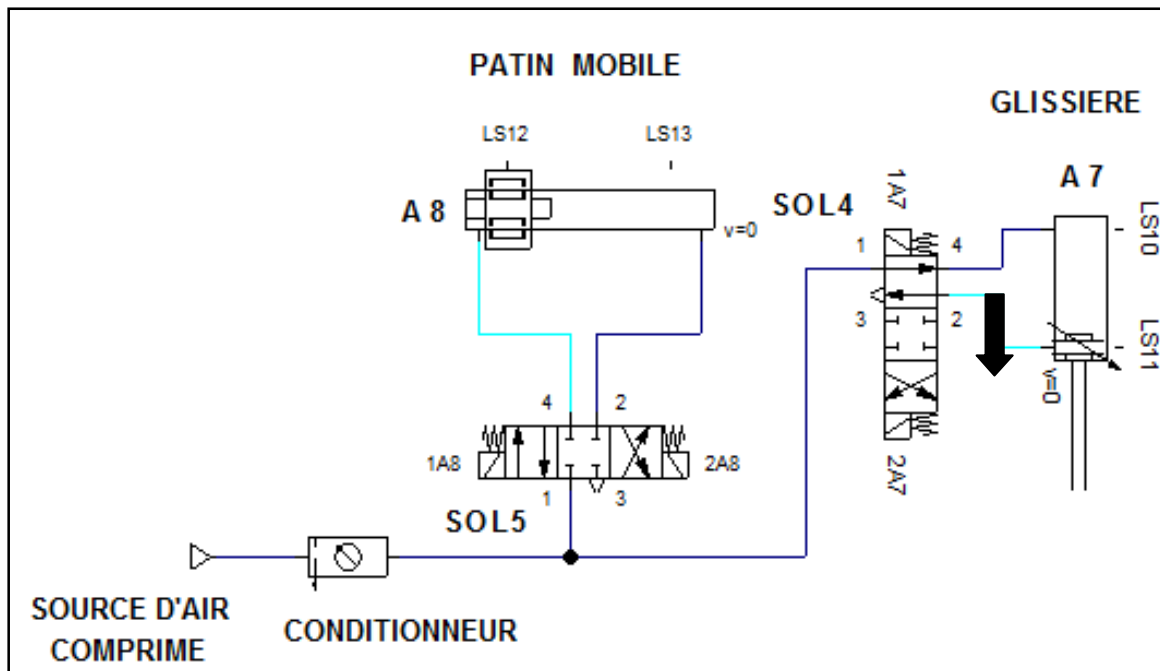 PATIN MOBILE
GLISSIERE
LS12
LS13
1A7
A 7
SOL4
LS10
A 8
v=0
1
4
3
2
LS11
v=0
4
2
1A8
2A8
2A7
1
3
SOL5
SOURCE D'AIR
COMPRIME
CONDITIONNEUR